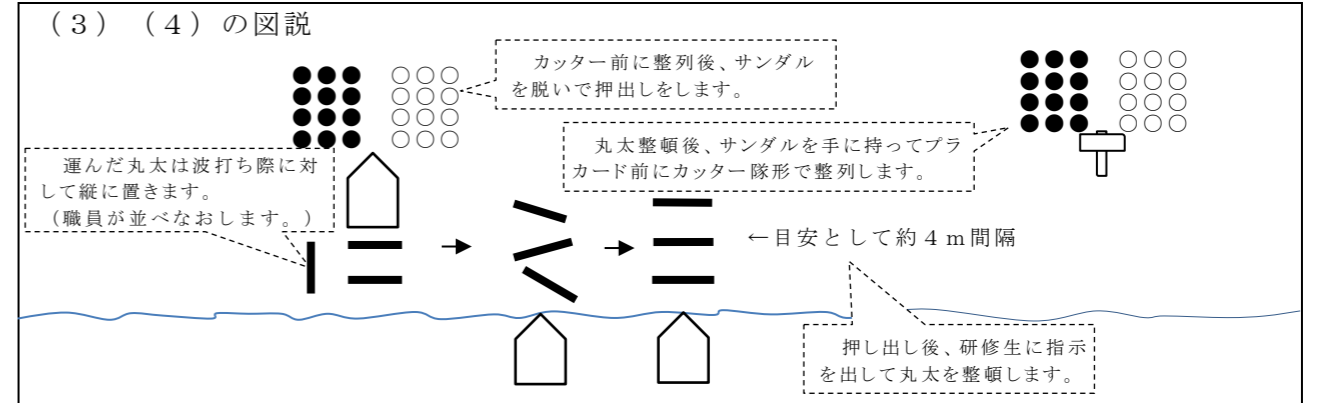 (3) (4)の図説
カッター前に整列後、サンダル
を脱いで押出しをします。
丸太整頓後、サンダルを手に持ってプラ
カード前にカッター隊形で整列します。
運んだ丸太は波打ち際に対
して縦に置きます。
(職員が並べなおします。)
←目安として約4m間隔
押し出し後、研修生に指示
を出して丸太を整頓します。